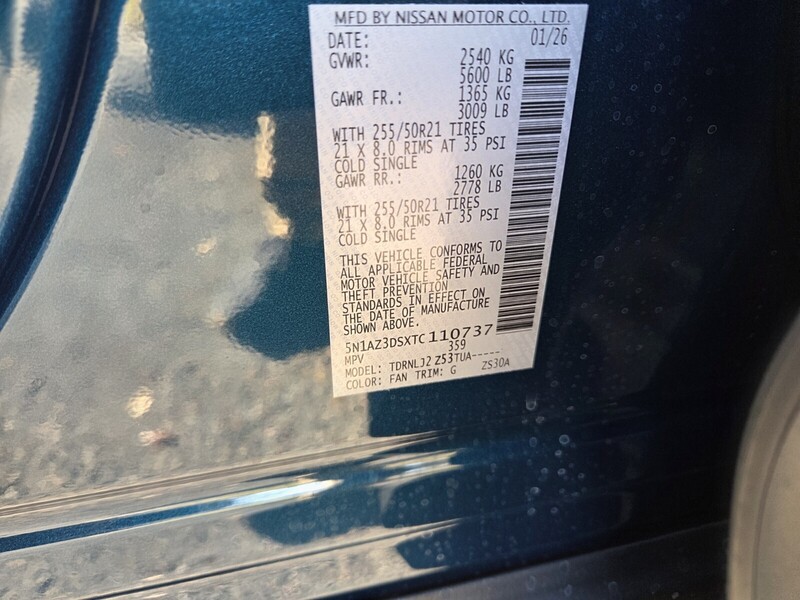 MFD BY NISSAN MOTOR CO., LTD.
DATE: 01/26
GVWR: 2540 KG
5600 LB
GAWR FR.: 1365 KG
3009 LB
WITH 255/50R21 TIRES
21 X 8.0 RIMS AT 35 PSI
COLD SINGLE
GAWR RR.: 1260 KG
2778 LB
WITH 255/50R21 TIRES
21 X 8.0 RIMS AT 35 PSI
COLD SINGLE
THIS VEHICLE CONFORMS TO
ALL APPLICABLE FEDERAL
MOTOR VEHICLE SAFETY AND
THEFT PREVENTION
STANDARDS IN EFFECT ON
THE DATE OF MANUFACTURE
SHOWN ABOVE.
5N1AZ3DSXTC110737
MPV 359
MODEL: TDRNLJ2 Z53TUA-----
COLOR: FAN TRIM: G ZS30A